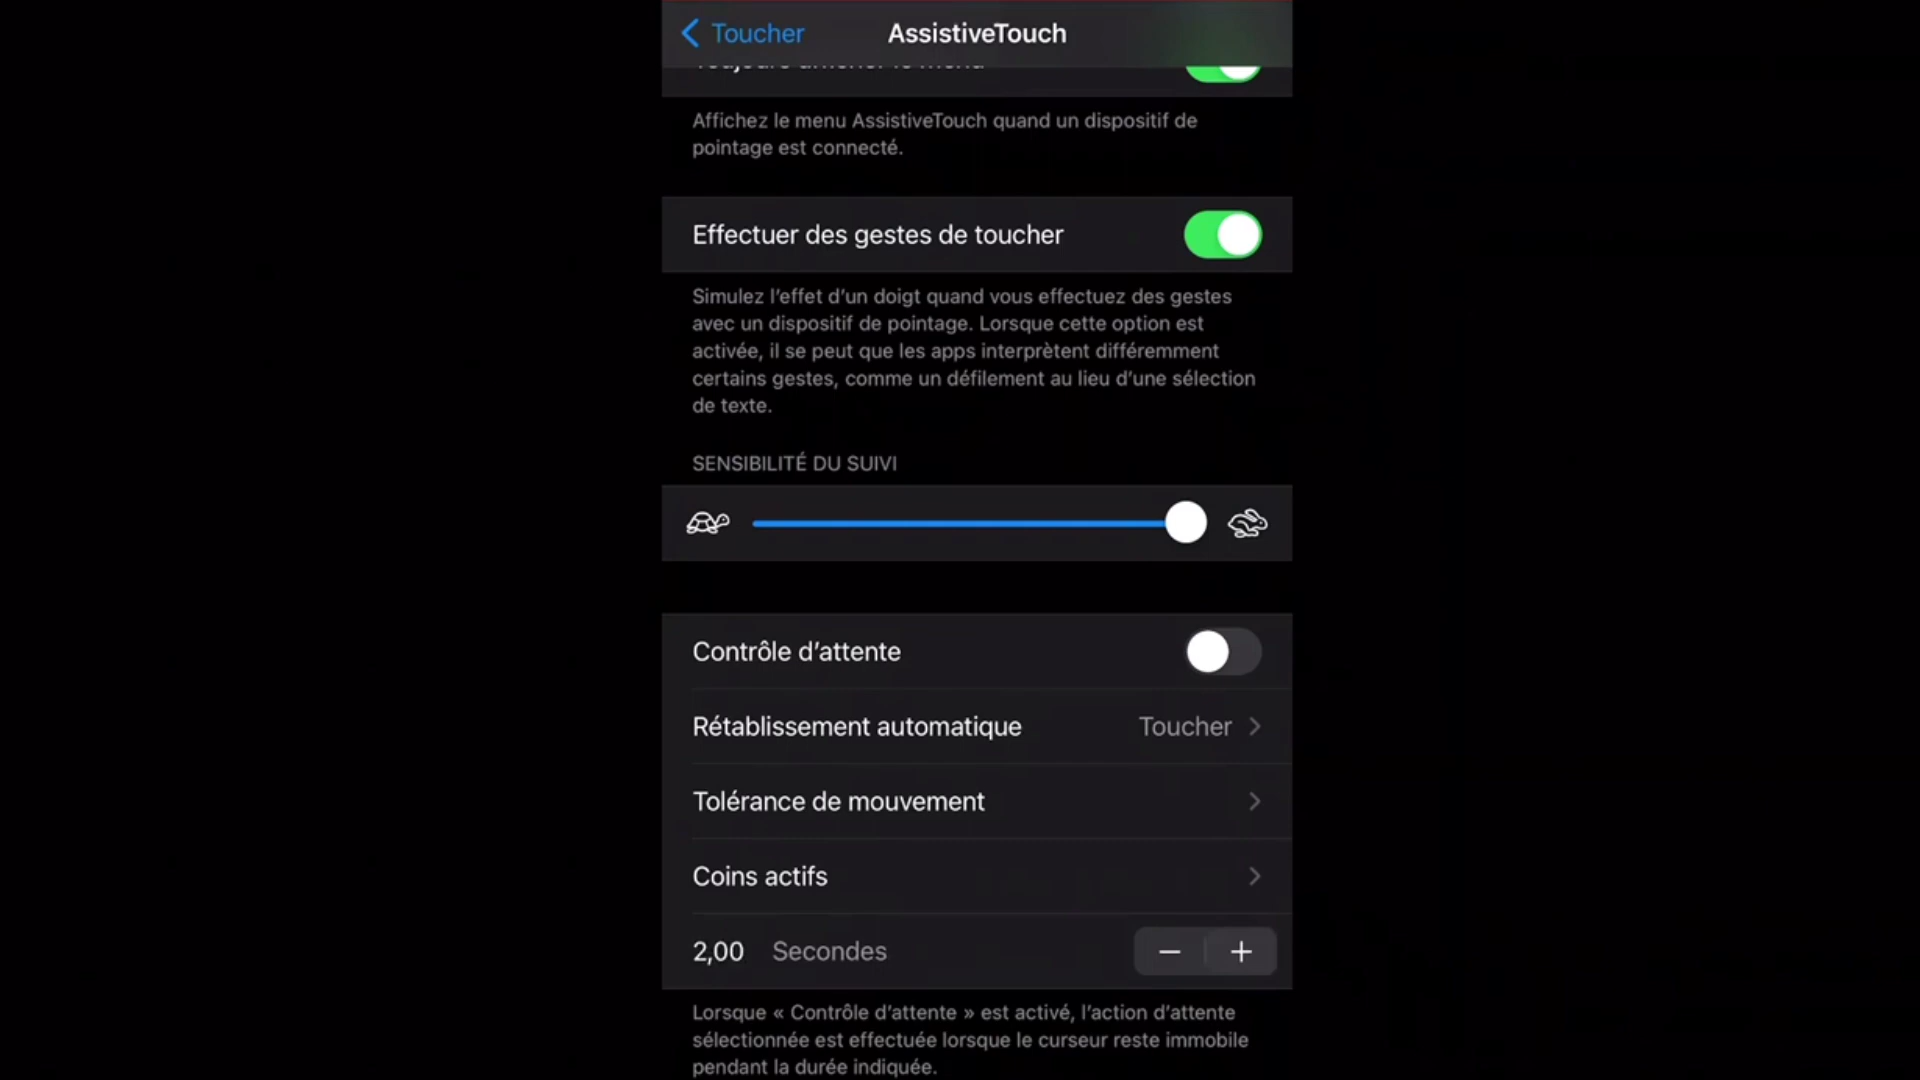 Toucher
AssistiveTouch
Toujours afficher le menu
Affichez le menu AssistiveTouch quand un dispositif de
pointage est connecté.
Effectuer des gestes de toucher
Simulez l’effet d’un doigt quand vous effectuez des gestes
avec un dispositif de pointage. Lorsque cette option est
activée, il se peut que les apps interprètent différemment
certains gestes, comme un défilement au lieu d’une sélection
de texte.
SENSIBILITÉ DU SUIVI
Contrôle d’attente
Rétablissement automatique Toucher
Tolérance de mouvement
Coins actifs
2,00 Secondes − +
Lorsque « Contrôle d’attente » est activé, l’action d’attente
sélectionnée est effectuée lorsque le curseur reste immobile
pendant la durée indiquée.